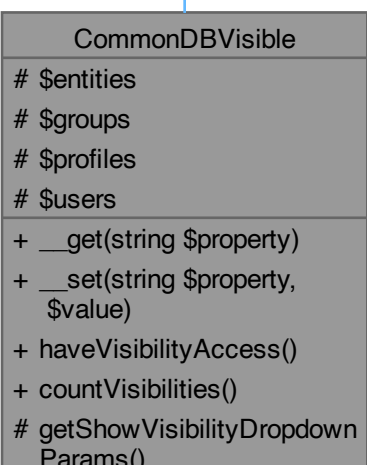 CommonDBVisible
# $entities
# $groups
# $profiles
# $users
+ __get(string $property)
+ __set(string $property,
$value)
+ haveVisibilityAccess()
+ countVisibilities()
# getShowVisibilityDropdown
Params()